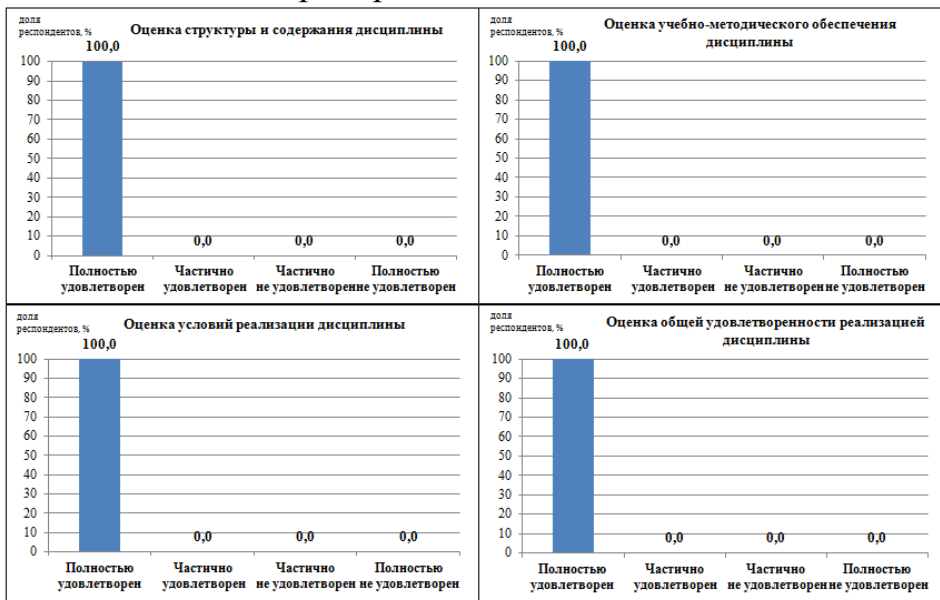 доля
респондентов, %
Оценка структуры и содержания дисциплины
100,0
100
90
80
70
60
50
40
30
20
10
0
0,0 0,0 0,0
Полностью удовлетворен
Частично удовлетворен
Частично не удовлетворен
Полностью не удовлетворен
доля
респондентов, %
Оценка учебно-методического обеспечения
дисциплины
100,0
100
90
80
70
60
50
40
30
20
10
0
0,0 0,0 0,0
Полностью удовлетворен
Частично удовлетворен
Частично не удовлетворен
Полностью не удовлетворен
доля
респондентов, %
Оценка условий реализации дисциплины
100,0
100
90
80
70
60
50
40
30
20
10
0
0,0 0,0 0,0
Полностью удовлетворен
Частично удовлетворен
Частично не удовлетворен
Полностью не удовлетворен
доля
респондентов, %
Оценка общей удовлетворенности реализацией
дисциплины
100,0
100
90
80
70
60
50
40
30
20
10
0
0,0 0,0 0,0
Полностью удовлетворен
Частично удовлетворен
Частично не удовлетворен
Полностью не удовлетворен